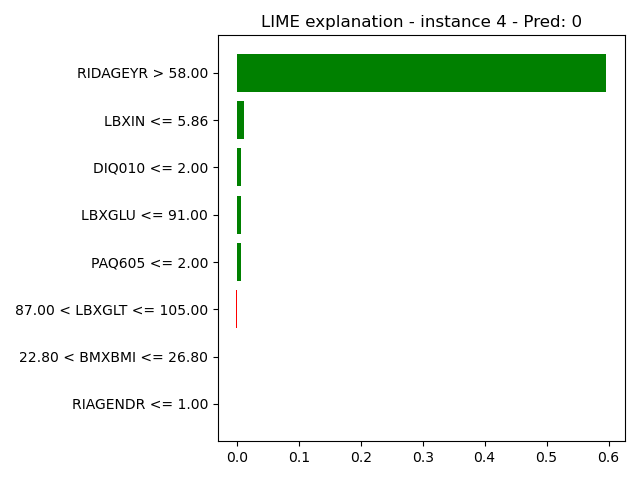 LIME explanation - instance 4 - Pred: 0
RIDAGEYR > 58.00
LBXIN <= 5.86
DIQ010 <= 2.00
LBXGLU <= 91.00
PAQ605 <= 2.00
87.00 < LBXGLT <= 105.00
22.80 < BMXBMI <= 26.80
RIAGENDR <= 1.00
0.0 0.1 0.2 0.3 0.4 0.5 0.6